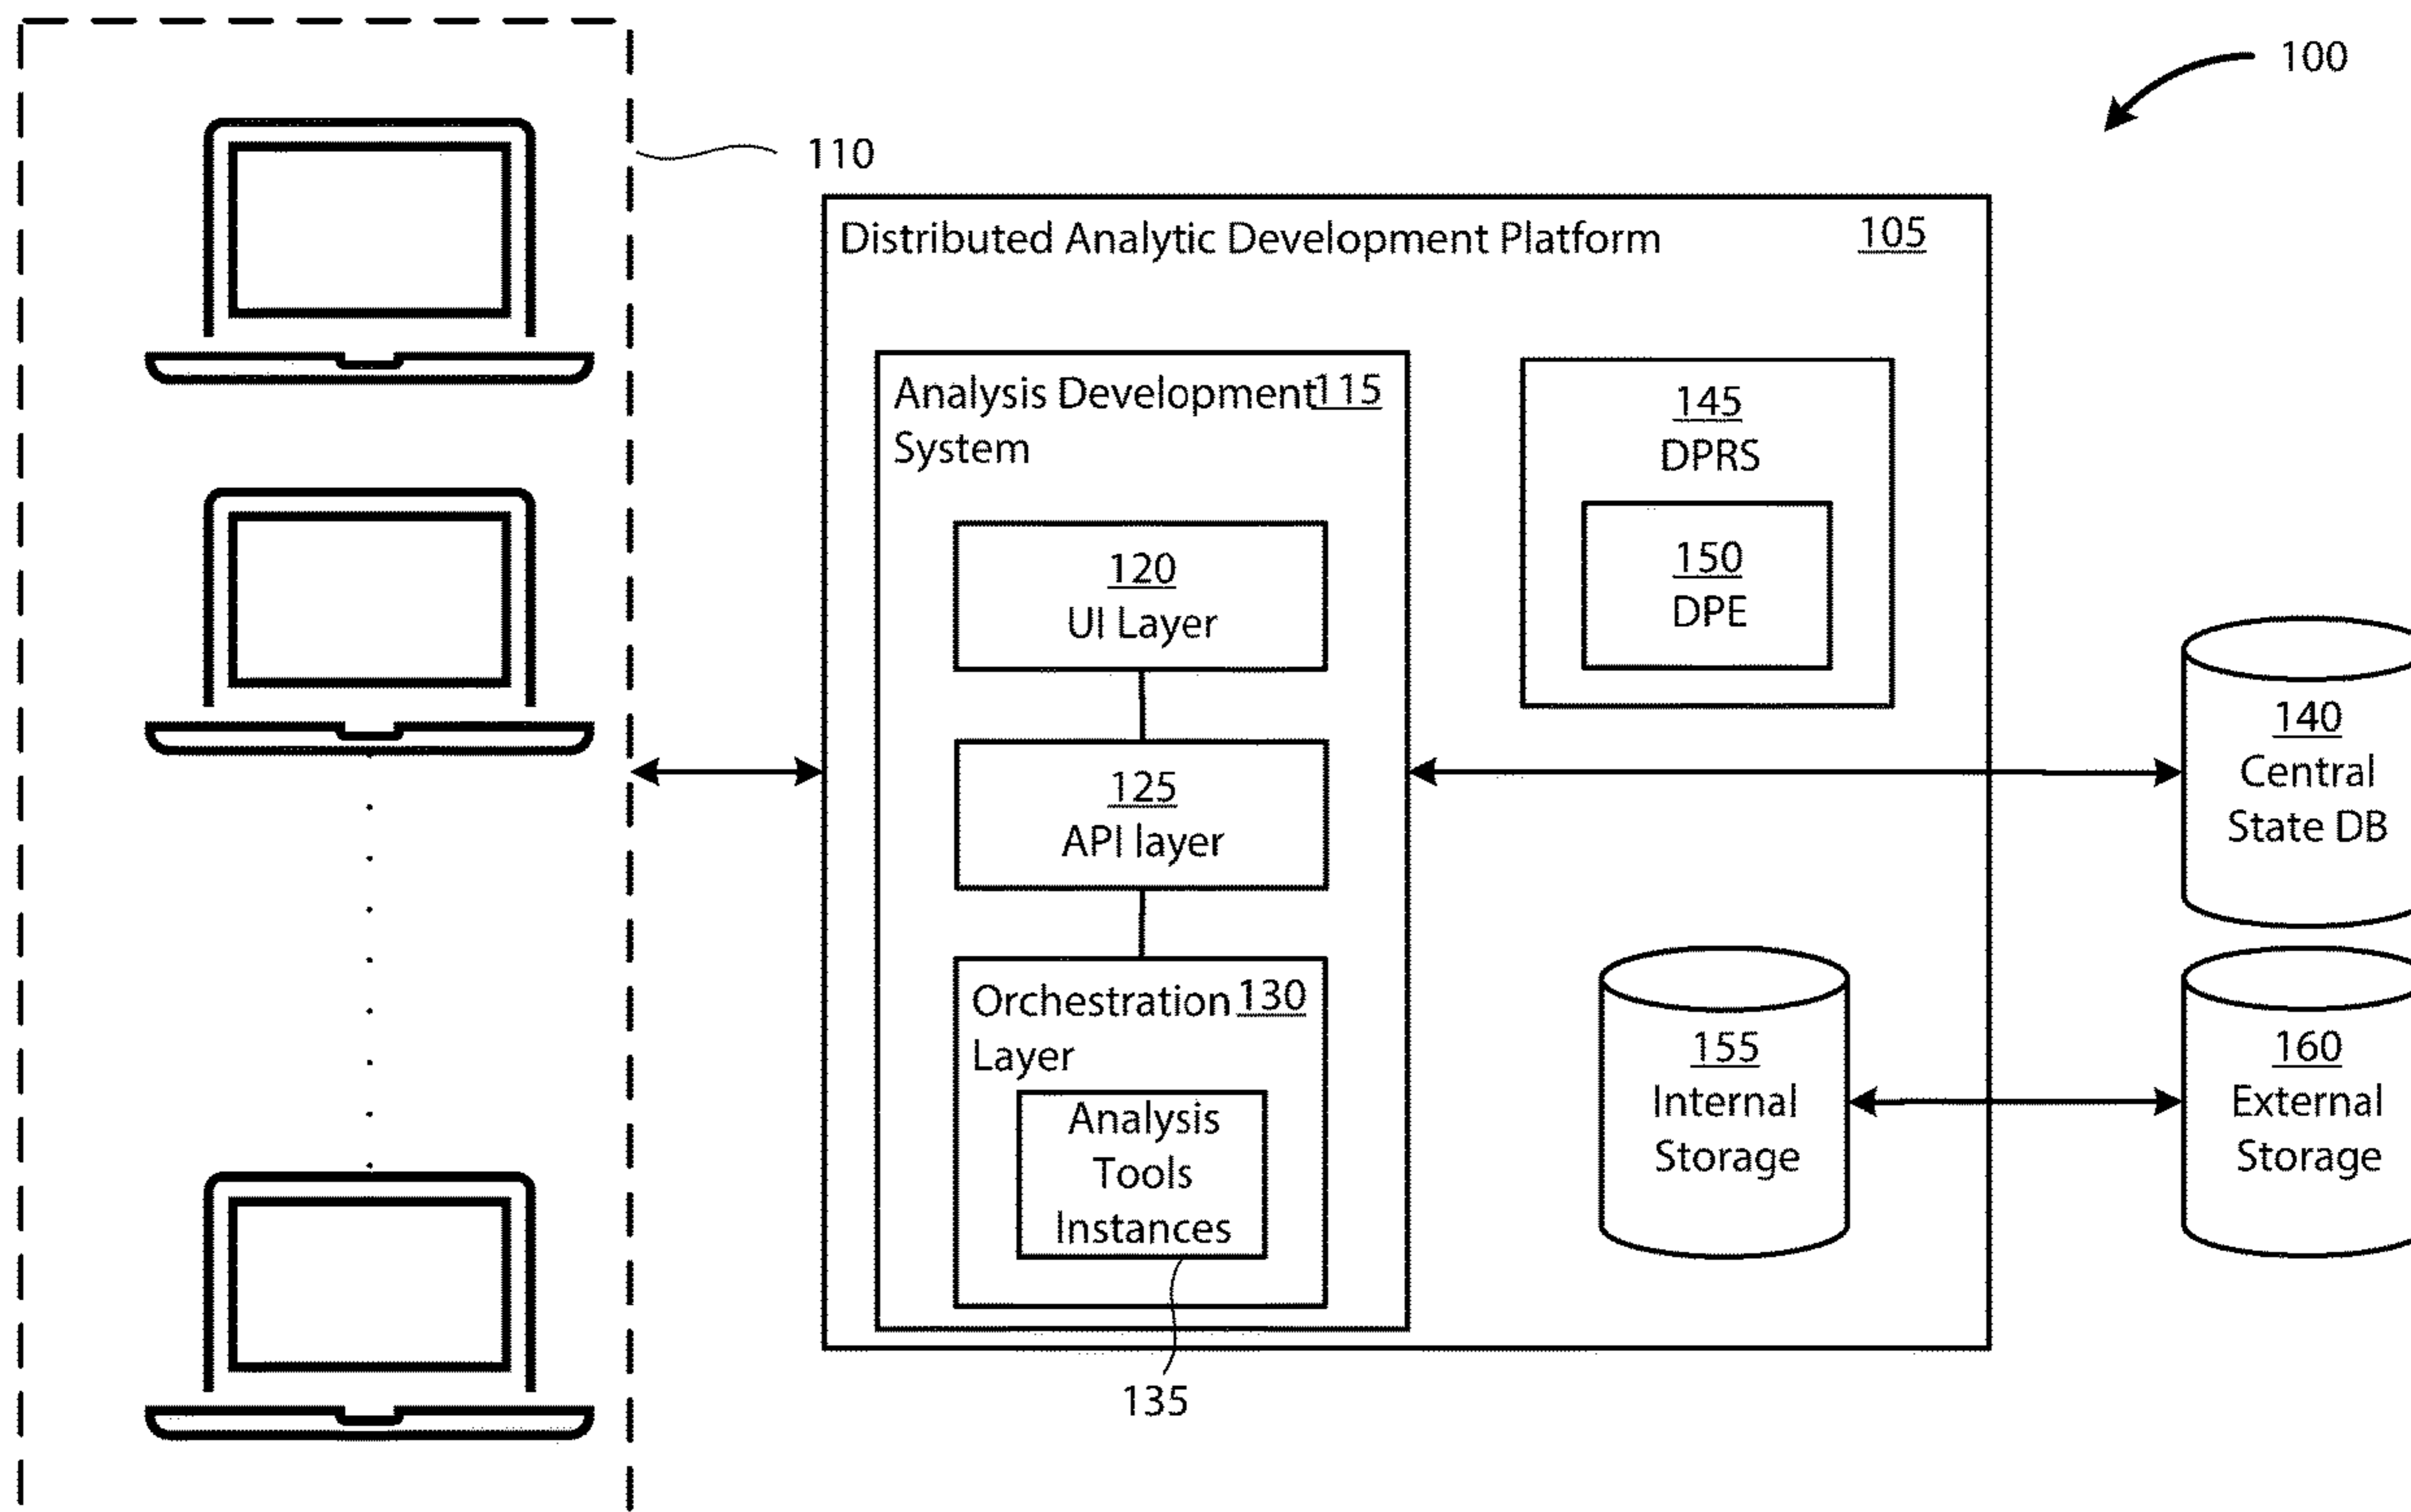 100
110
Distributed Analytic Development Platform 105
Analysis Development 115
System
145
DPRS
150
DPE
120
UI Layer
125
API layer
140
Central
State DB
Orchestration 130
Layer
Analysis
Tools
Instances
155
Internal
Storage
160
External
Storage
135